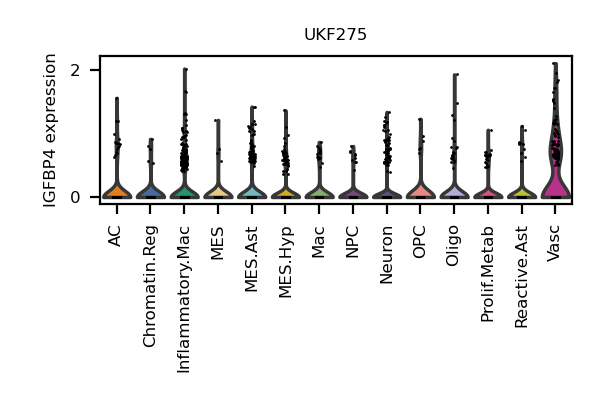 UKF275
IGFBP4 expression
2
0
AC
Chromatin.Reg
Inflammatory.Mac
MES
MES.Ast
MES.Hyp
Mac
NPC
Neuron
OPC
Oligo
Prolif.Metab
Reactive.Ast
Vasc